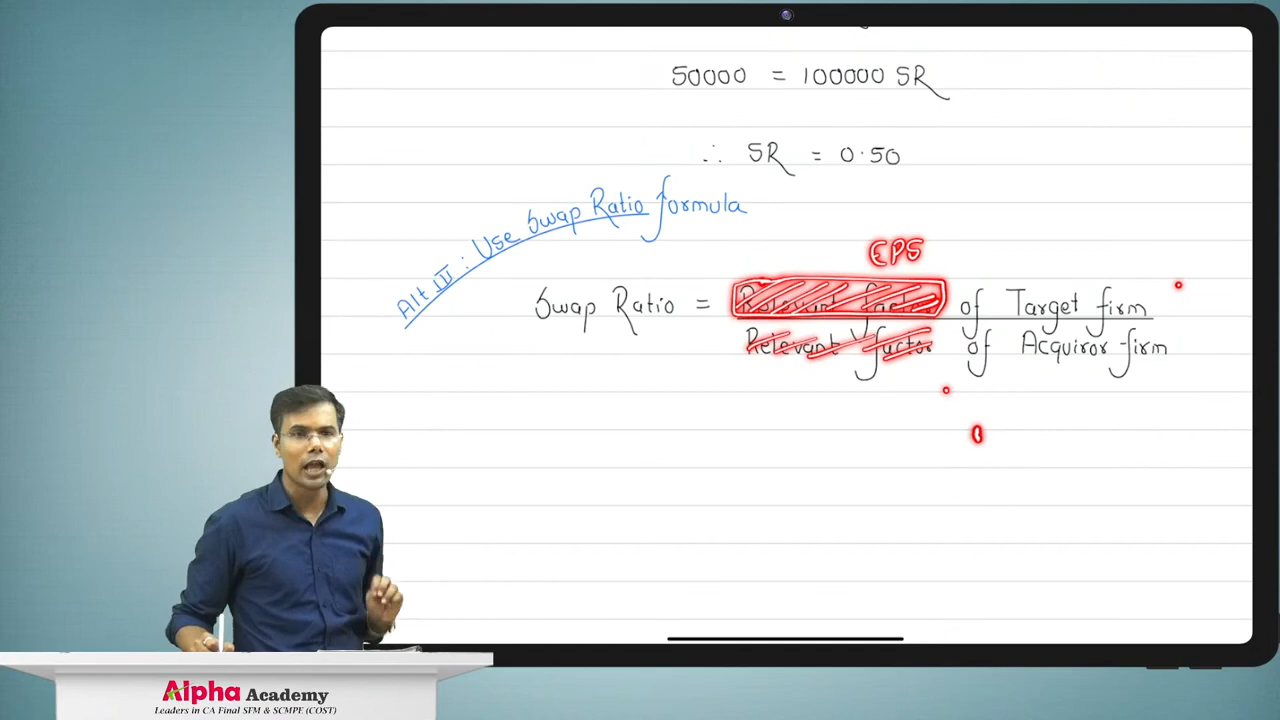 50000 = 100000 SR
∴ SR = 0.50
Alt III : Use Swap Ratio formula
EPS
Swap Ratio = Relevant factor of Target firm
Relevant factor of Acquiror firm
Alpha Academy
Leaders in CA Final SFM & SCMPE (COST)